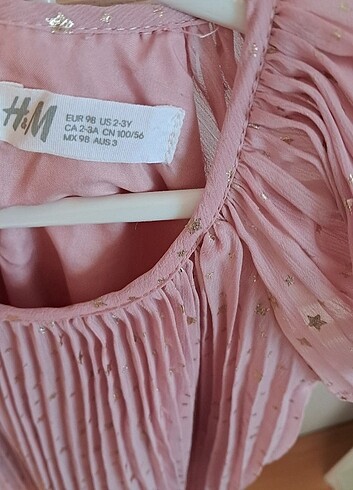 H&M
EUR 98 US 2-3Y
CA 2-3A CN 100/56
MX 98 AUS 3